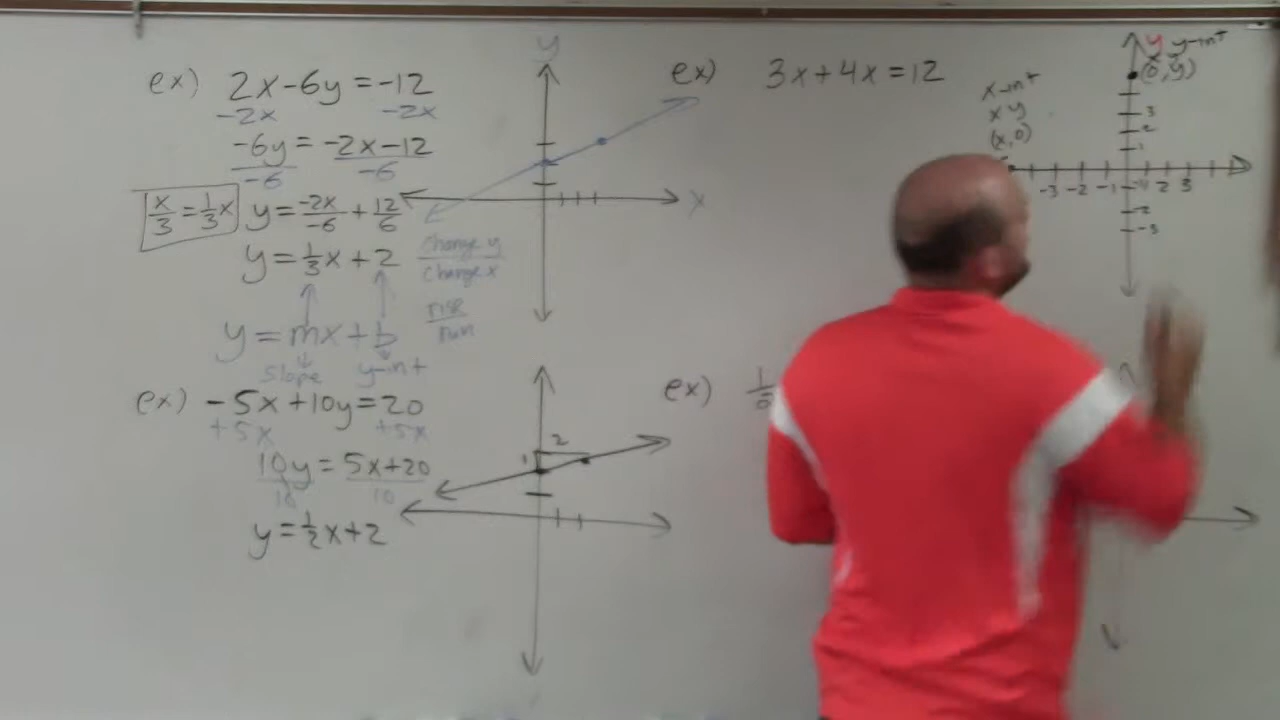 ex) 2x-6y=-12
-2x -2x
-6y = -2x-12
-6 -6
x/3 = 1/3x
y = -2x/-6 + 12/6
y = 1/3x + 2
y = mx+b
slope y-int
change y
change x
rise
run
y
x
ex) -5x+10y=20
+5x +5x
10y = 5x+20
10 10
y = 1/2x+2
1 2
ex) 3x+4x=12
x-int
x y
(x,0)
y y-int
(0,y)
3
2
1
-3 -2 -1 2 3
-2
-3
ex)